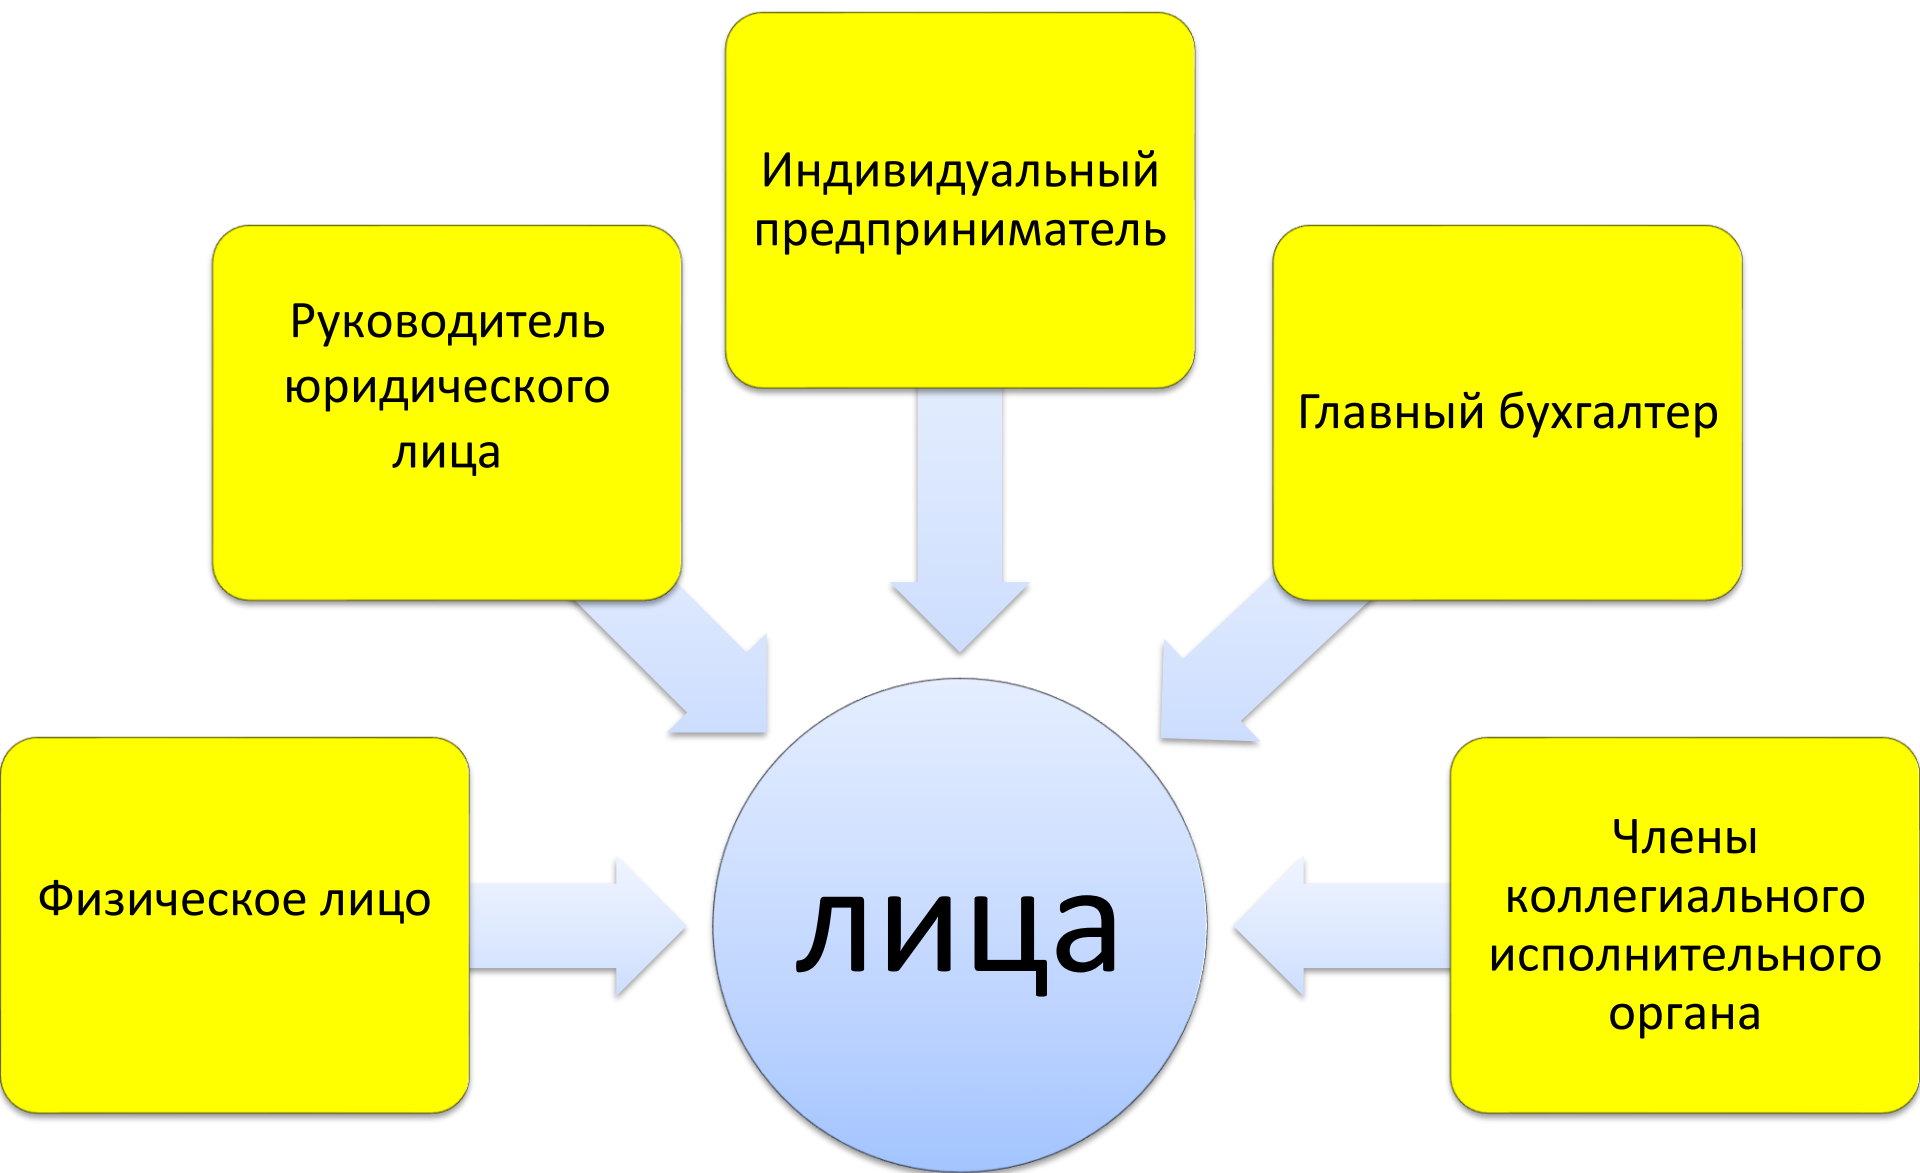 Индивидуальный
предприниматель
Руководитель
юридического
лица
Главный бухгалтер
Физическое лицо
лица
Члены
коллегиального
исполнительного
органа